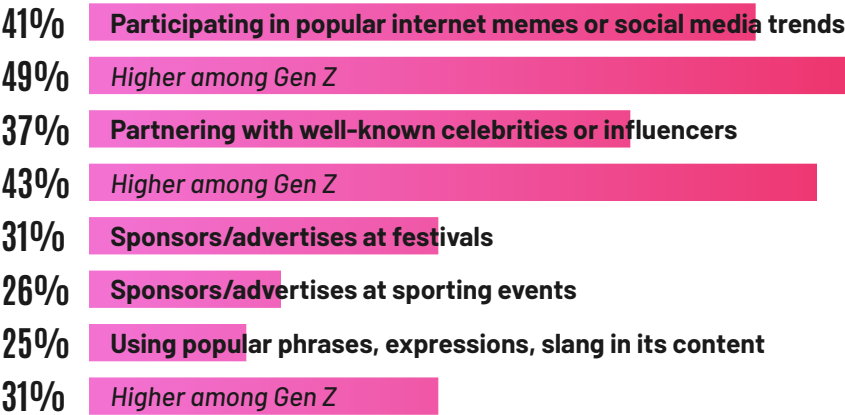 41% Participating in popular internet memes or social media trends
49% Higher among Gen Z
37% Partnering with well-known celebrities or influencers
43% Higher among Gen Z
31% Sponsors/advertises at festivals
26% Sponsors/advertises at sporting events
25% Using popular phrases, expressions, slang in its content
31% Higher among Gen Z